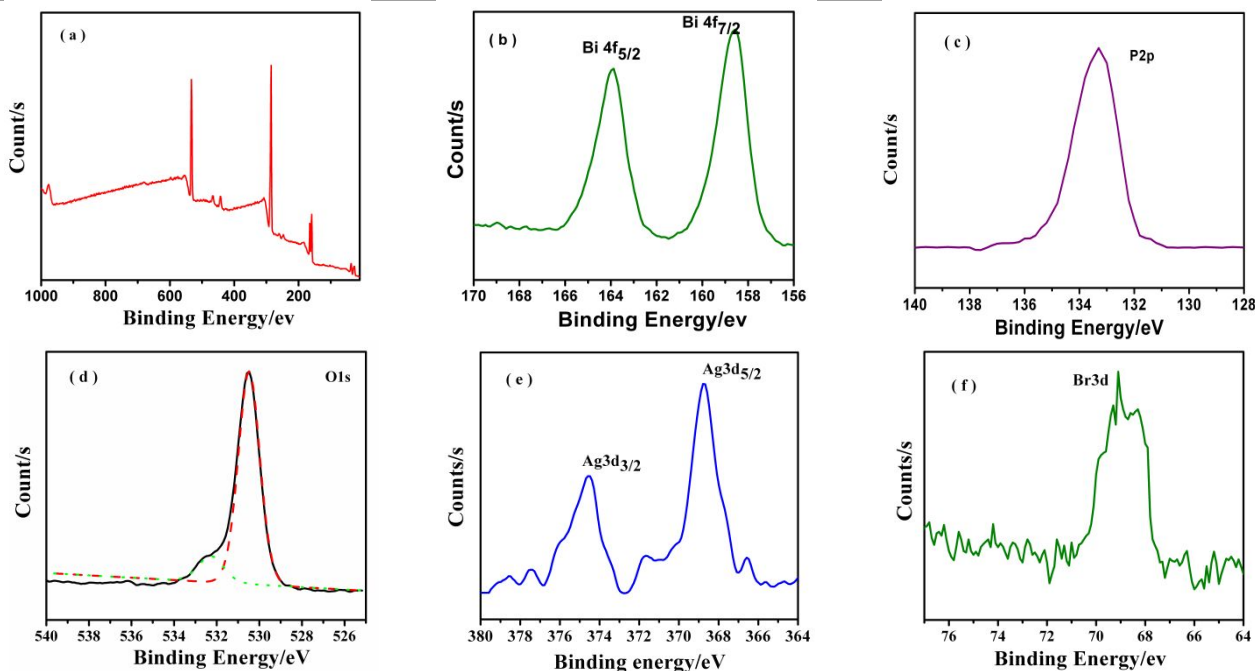 ( a )
Count/s
1000 800 600 400 200
Binding Energy/ev
( b )
Bi 4f5/2
Bi 4f7/2
Count/s
170 168 166 164 162 160 158 156
Binding Energy/ev
( c )
P2p
Count/s
140 138 136 134 132 130 128
Binding Energy/eV
( d )
O1s
Count/s
540 538 536 534 532 530 528 526
Binding Energy/eV
( e )
Ag3d5/2
Ag3d3/2
Counts/s
380 378 376 374 372 370 368 366 364
Binding energy/ev
( f )
Br3d
Counts/s
76 74 72 70 68 66 64
Binding Energy/ev